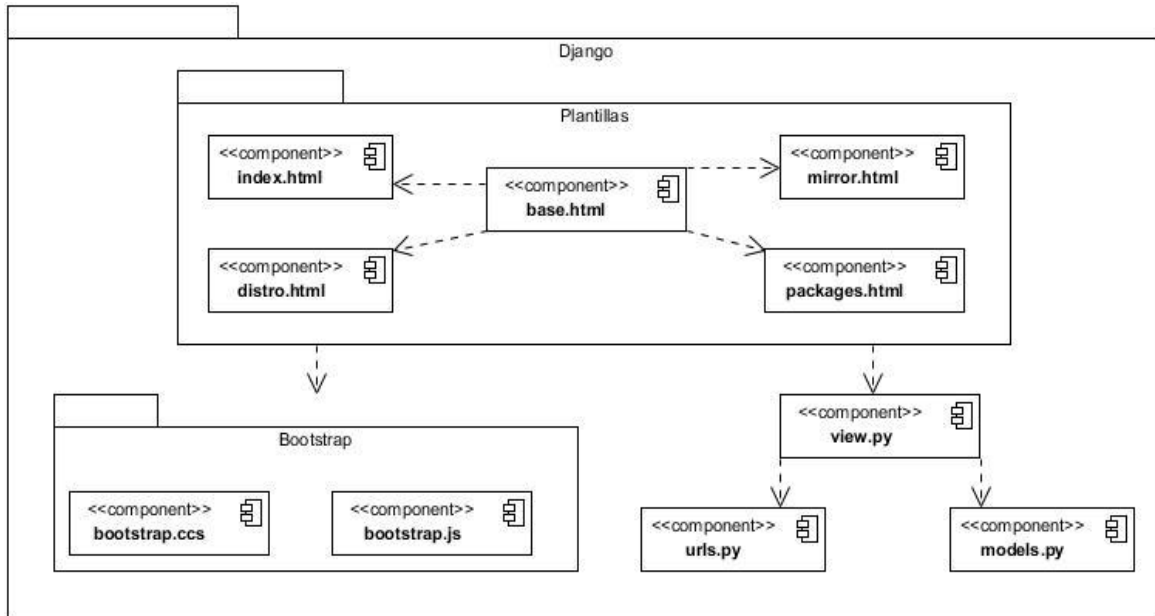 Django
Plantillas
<<component>>
index.html
<<component>>
base.html
<<component>>
mirror.html
<<component>>
distro.html
<<component>>
packages.html
Bootstrap
<<component>>
bootstrap.ccs
<<component>>
bootstrap.js
<<component>>
view.py
<<component>>
urls.py
<<component>>
models.py